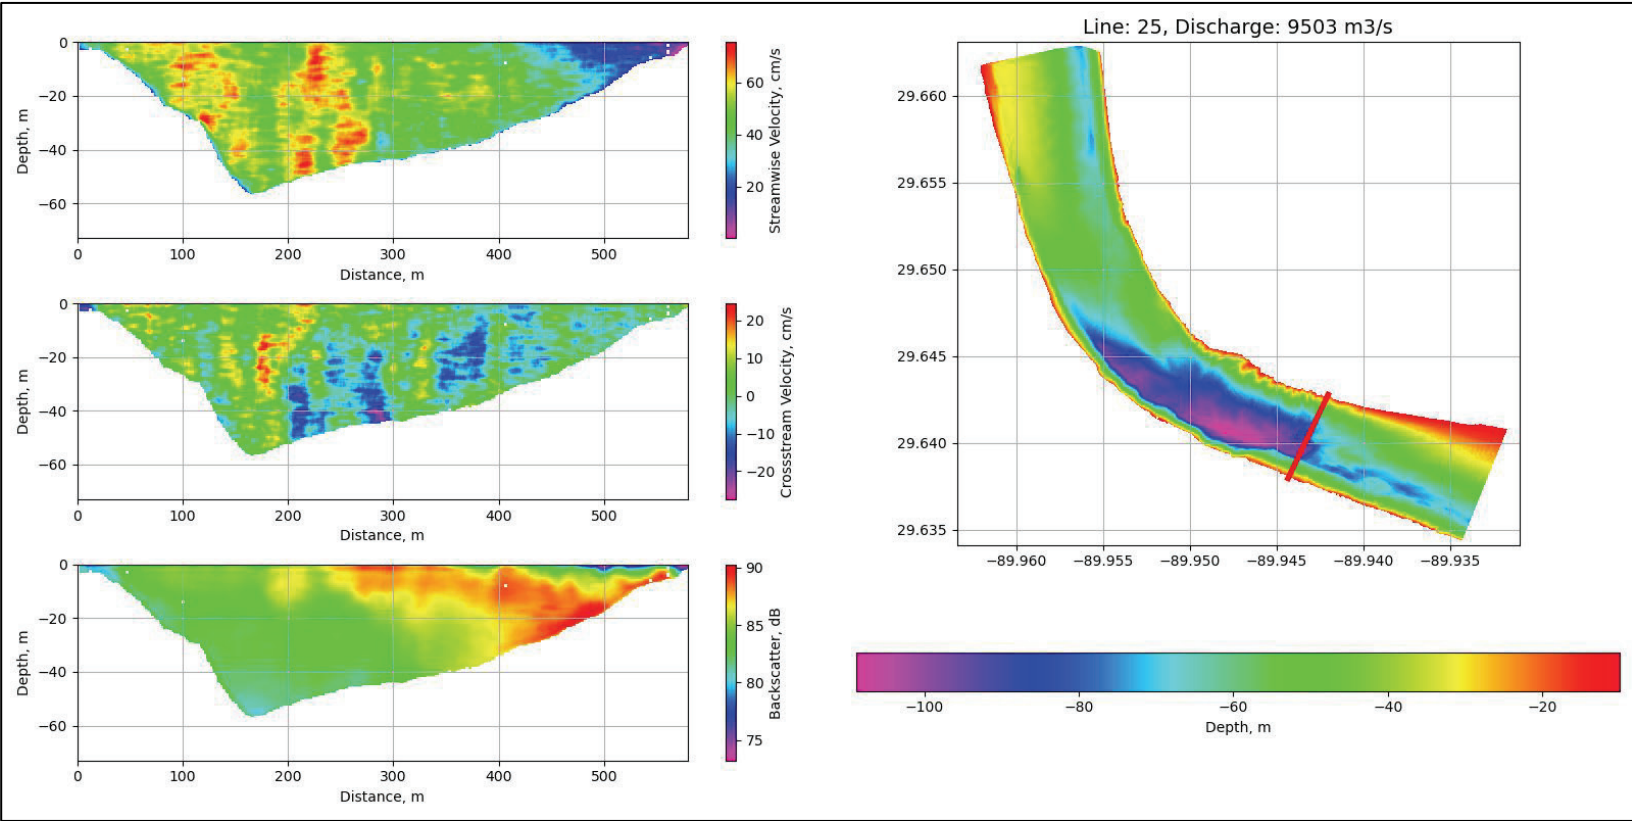 0
−20
−40
−60
Depth, m
0 100 200 300 400 500
Distance, m
60
40
20
Streamwise Velocity, cm/s
0
−20
−40
−60
Depth, m
0 100 200 300 400 500
Distance, m
20
10
0
−10
−20
Crossstream Velocity, cm/s
0
−20
−40
−60
Depth, m
0 100 200 300 400 500
Distance, m
90
85
80
75
Backscatter, dB
Line: 25, Discharge: 9503 m3/s
29.660
29.655
29.650
29.645
29.640
29.635
−89.960 −89.955 −89.950 −89.945 −89.940 −89.935
−100 −80 −60 −40 −20
Depth, m